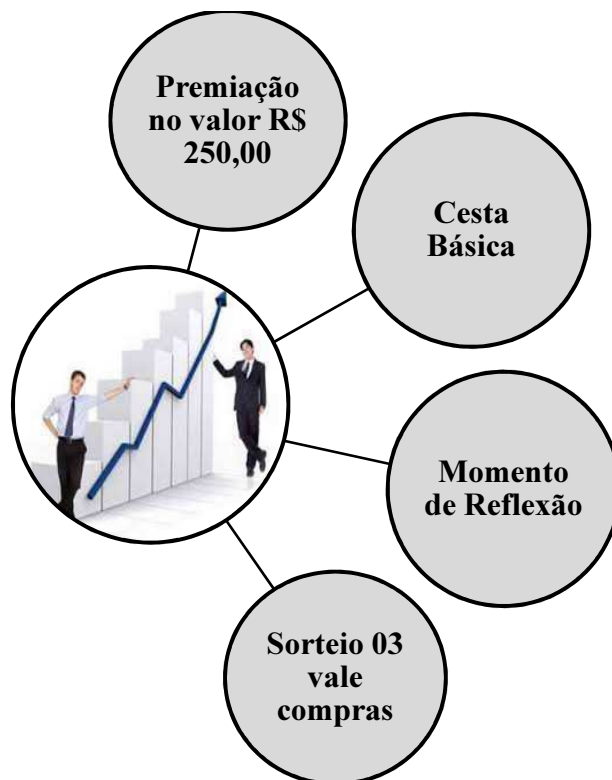 Premiação
no valor R$
250,00
Cesta
Básica
Momento
de Reflexão
Sorteio 03
vale
compras